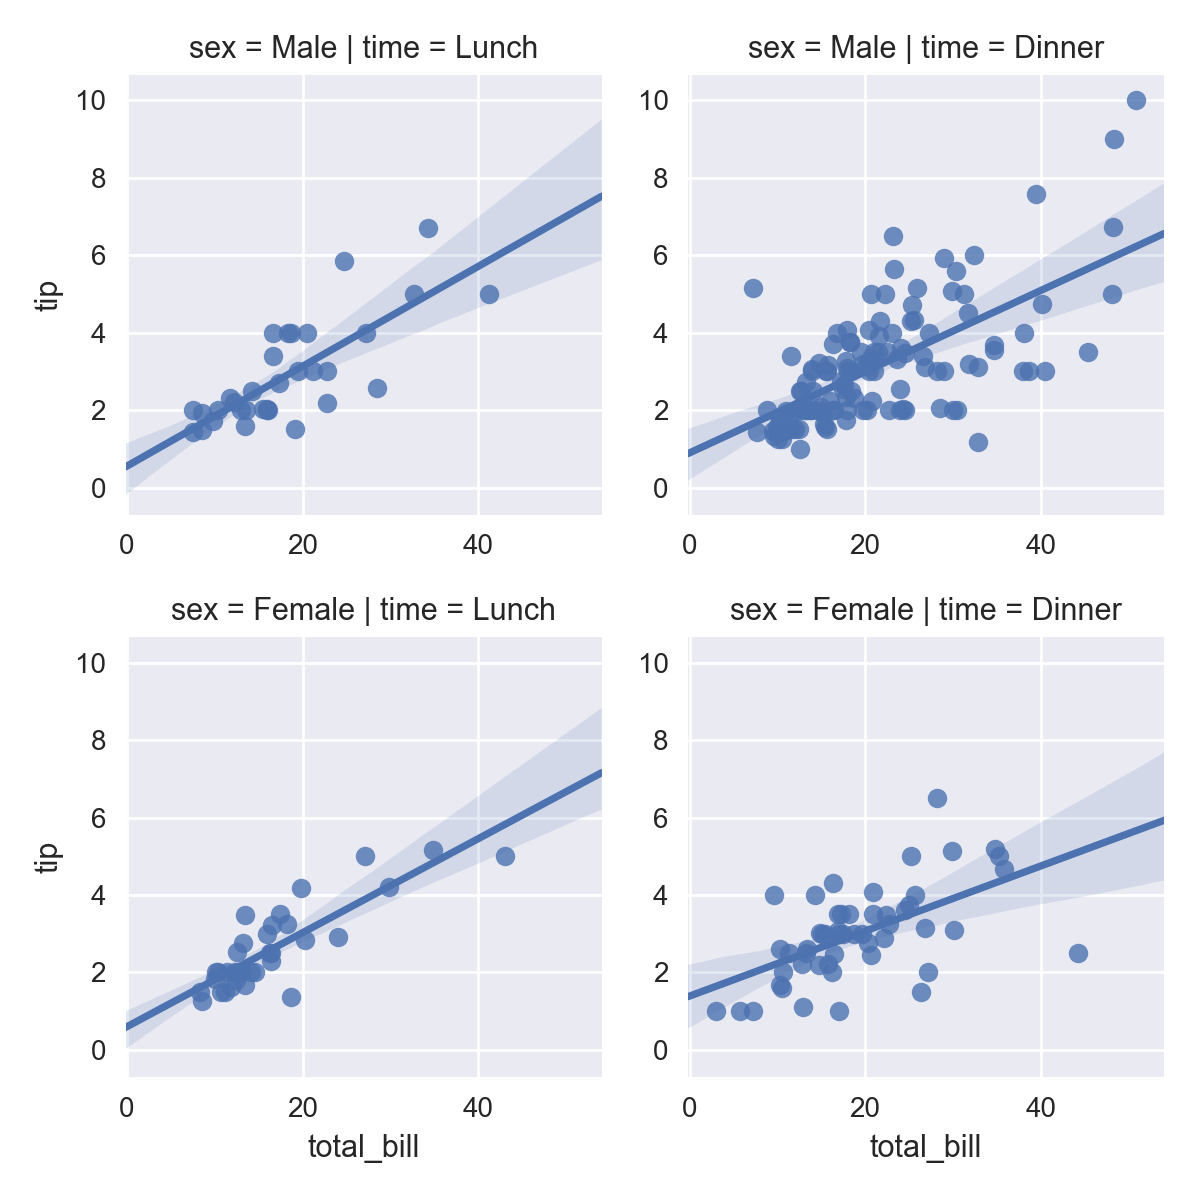 sex = Male | time = Lunch
sex = Male | time = Dinner
10
8
6
4
2
0
tip
0 20 40
10
8
6
4
2
0
0 20 40
sex = Female | time = Lunch
sex = Female | time = Dinner
10
8
6
4
2
0
tip
0 20 40
total_bill
10
8
6
4
2
0
0 20 40
total_bill